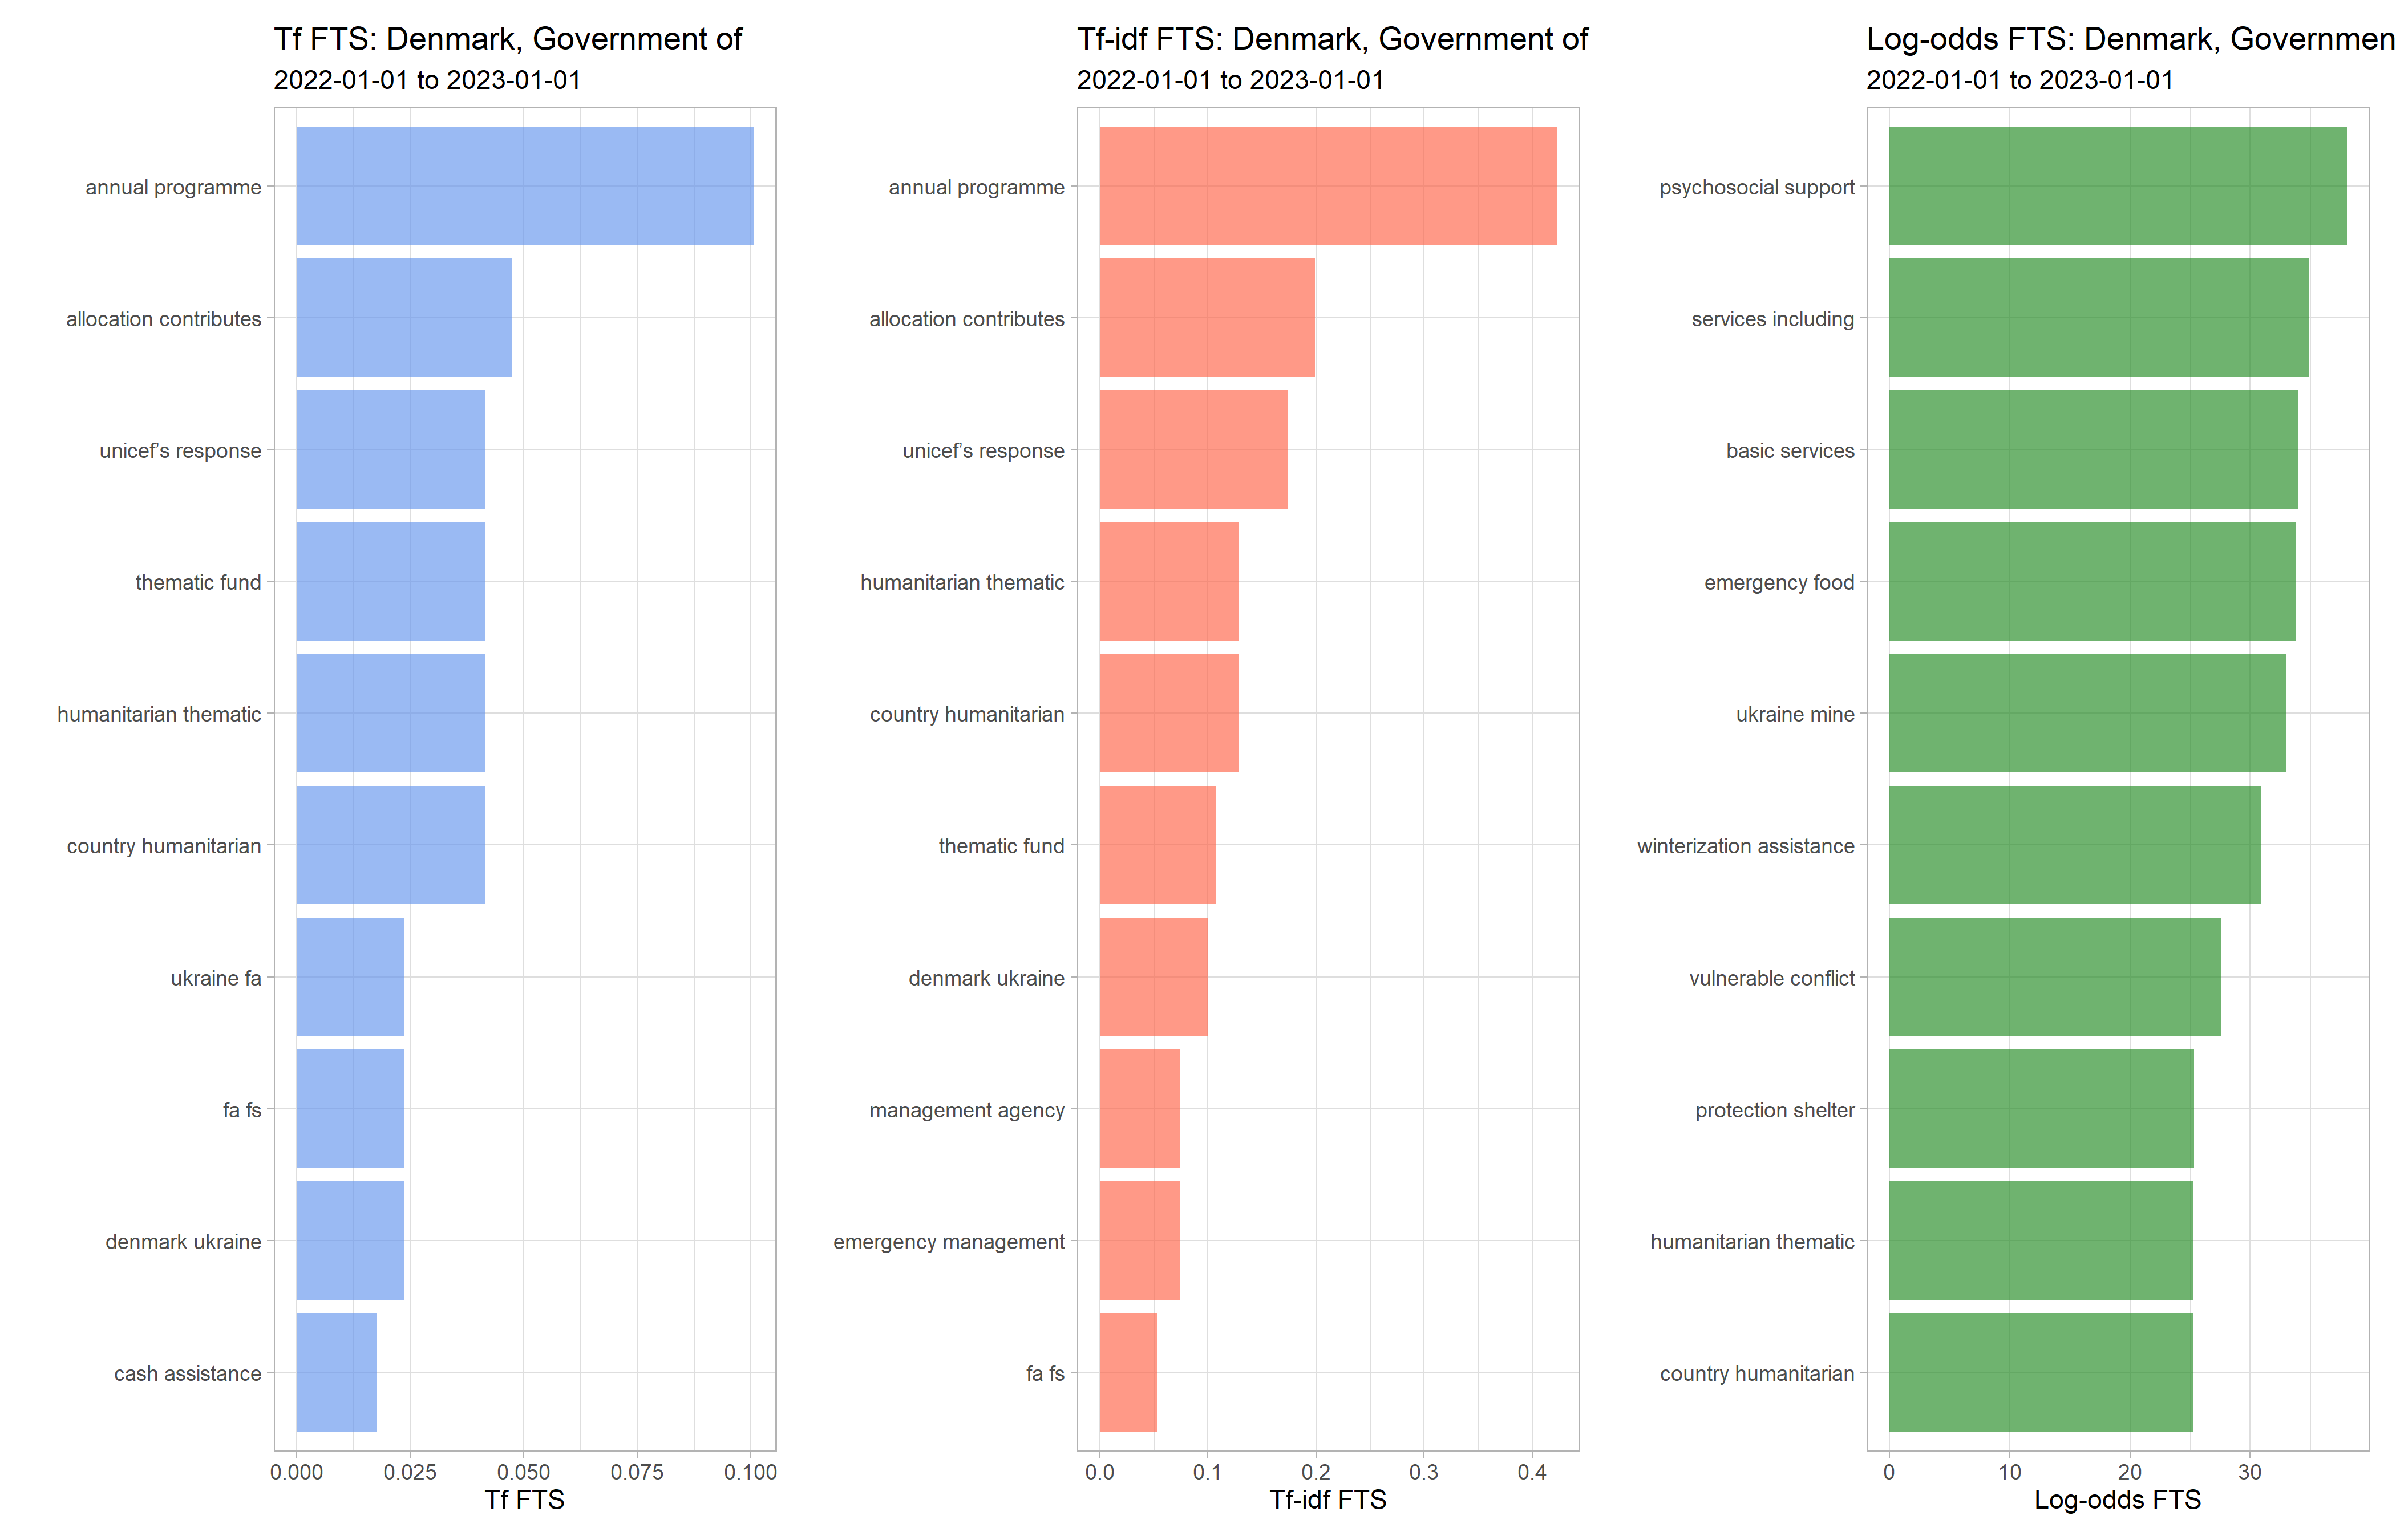 Tf FTS: Denmark, Government of
2022-01-01 to 2023-01-01
annual programme
allocation contributes
unicef’s response
thematic fund
humanitarian thematic
country humanitarian
ukraine fa
fa fs
denmark ukraine
cash assistance
0.000 0.025 0.050 0.075 0.100
Tf FTS
Tf-idf FTS: Denmark, Government of
2022-01-01 to 2023-01-01
annual programme
allocation contributes
unicef’s response
humanitarian thematic
country humanitarian
thematic fund
denmark ukraine
management agency
emergency management
fa fs
0.0 0.1 0.2 0.3 0.4
Tf-idf FTS
Log-odds FTS: Denmark, Governmen
2022-01-01 to 2023-01-01
psychosocial support
services including
basic services
emergency food
ukraine mine
winterization assistance
vulnerable conflict
protection shelter
humanitarian thematic
country humanitarian
0 10 20 30
Log-odds FTS